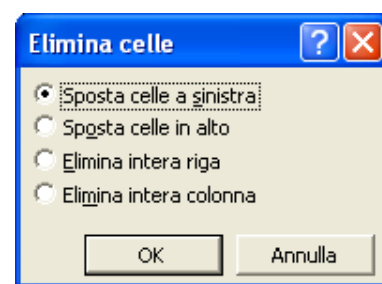 Elimina celle
Sposta celle a sinistra
Sposta celle in alto
Elimina intera riga
Elimina intera colonna
OK Annulla